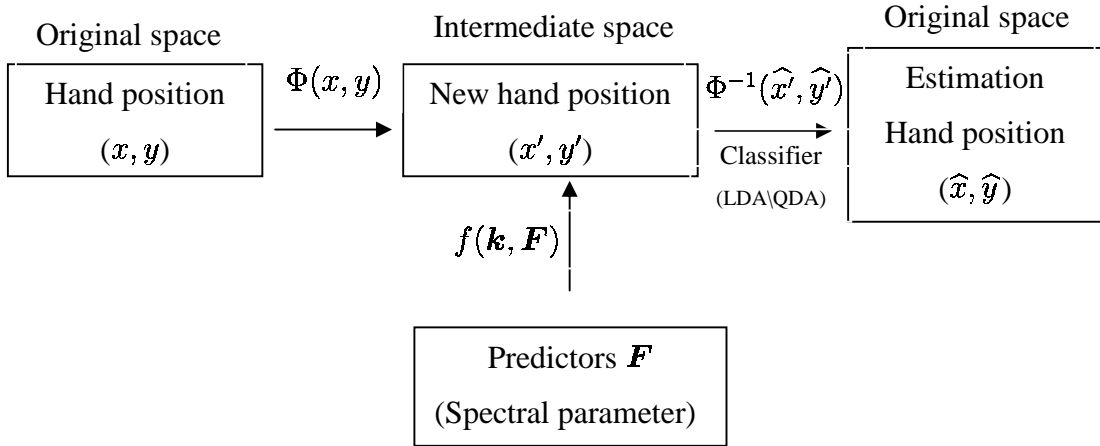 Original space
Hand position
(x, y)
Φ(x, y)
Intermediate space
New hand position
(x′, y′)
Φ⁻¹(x̂′, ŷ′)
Classifier
(LDA\QDA)
Original space
Estimation
Hand position
(x̂, ŷ)
f(k, F)
Predictors F
(Spectral parameter)